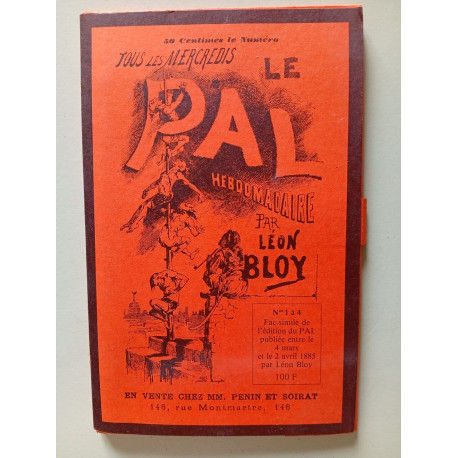 50 Centimes le Numéro
TOUS LES MERCREDIS
LE
PAL
HEBDOMADAIRE
PAR
LÉON
BLOY
Nos 1 à 4
Fac-similé de
l'édition du PAL
publiée entre le
4 mars
et le 2 avril 1885
par Léon Bloy
100 F
EN VENTE CHEZ MM. PENIN ET SOIRAT
146, rue Montmartre, 146